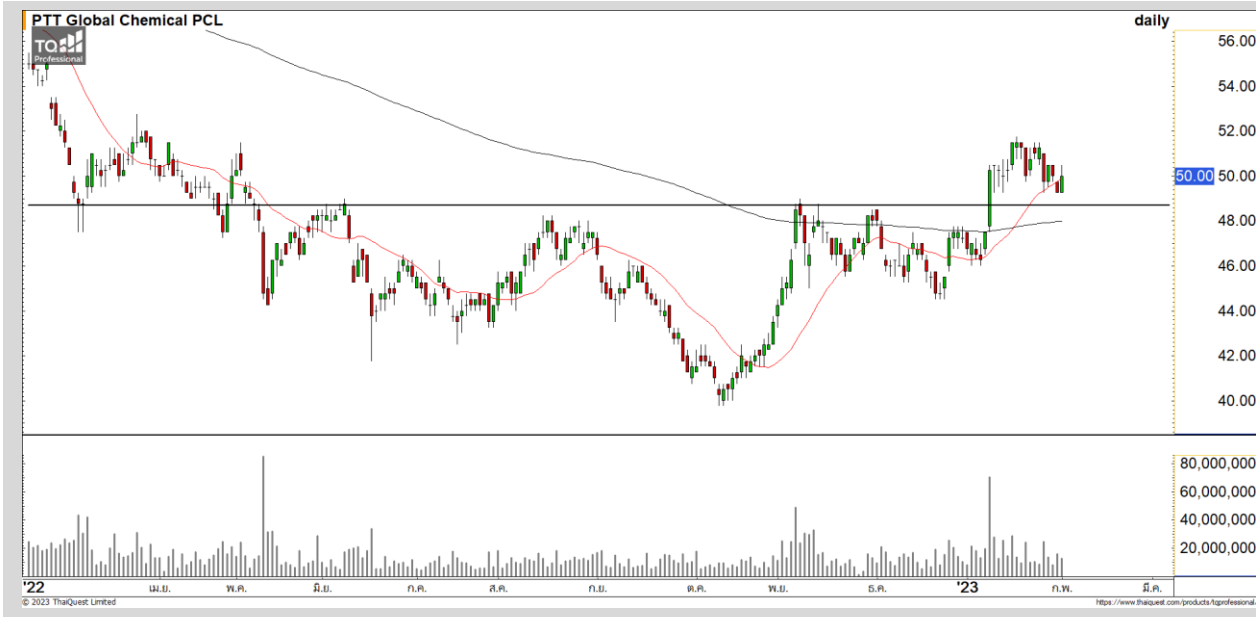 PTT Global Chemical PCL
daily
TQ
Professional
56.00
54.00
52.00
50.00
50.00
48.00
46.00
44.00
42.00
40.00
80,000,000
60,000,000
40,000,000
20,000,000
'22 เม.ย. พ.ค. มิ.ย. ก.ค. ส.ค. ก.ย. ต.ค. พ.ย. ธ.ค. '23 ก.พ. มี.ค.
© 2023 ThaiQuest Limited
https://www.thaiquest.com/products/tqprofessional